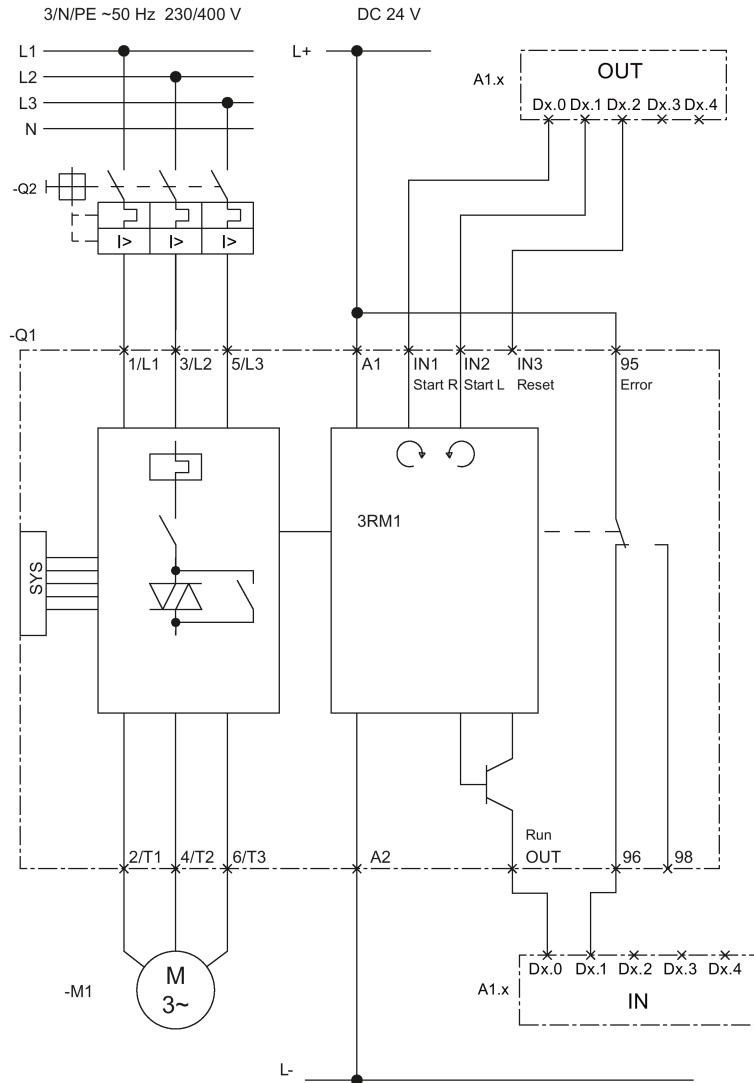 3/N/PE ~50 Hz 230/400 V
DC 24 V
L1
L2
L3
N
L+
A1.x
OUT
Dx.0 Dx.1 Dx.2 Dx.3 Dx.4
-Q2
I> I> I>
-Q1
1/L1 3/L2 5/L3
A1
IN1
Start R
IN2
Start L
IN3
Reset
95
Error
3RM1
SYS
Run
2/T1 4/T2 6/T3
A2
OUT
96
98
-M1
M
3~
A1.x
Dx.0 Dx.1 Dx.2 Dx.3 Dx.4
IN
L-